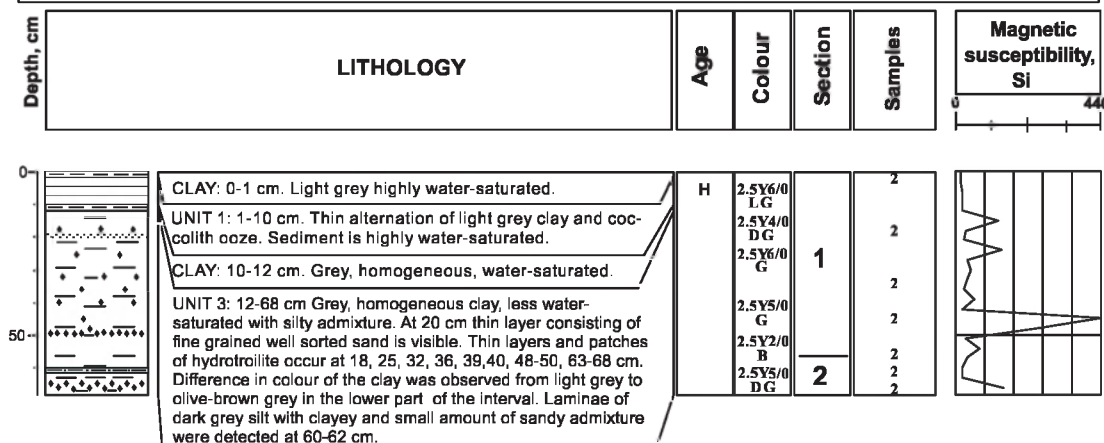 Depth, cm
LITHOLOGY
Age
Colour
Section
Samples
Magnetic
susceptibility,
Si
0
440
0
50
CLAY: 0-1 cm. Light grey highly water-saturated.
UNIT 1: 1-10 cm. Thin alternation of light grey clay and coc-
colith ooze. Sediment is highly water-saturated.
CLAY: 10-12 cm. Grey, homogeneous, water-saturated.
UNIT 3: 12-68 cm Grey, homogeneous clay, less water-
saturated with silty admixture. At 20 cm thin layer consisting of
fine grained well sorted sand is visible. Thin layers and patches
of hydrotroilite occur at 18, 25, 32, 36, 39,40, 48-50, 63-68 cm.
Difference in colour of the clay was observed from light grey to
olive-brown grey in the lower part of the interval. Laminae of
dark grey silt with clayey and small amount of sandy admixture
were detected at 60-62 cm.
H
2.5Y6/0
LG
2.5Y4/0
DG
2.5Y6/0
G
2.5Y5/0
G
2.5Y2/0
B
2.5Y5/0
DG
1
2
2
2
2
2
2
2
2